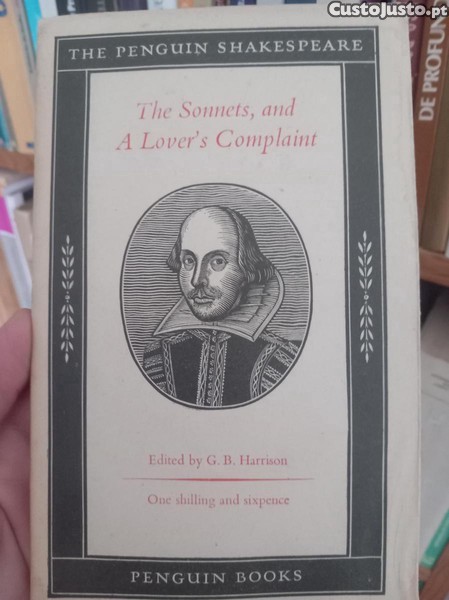 CustoJusto.pt
THE PENGUIN SHAKESPEARE
The Sonnets, and
A Lover's Complaint
Edited by G. B. Harrison
One shilling and sixpence
PENGUIN BOOKS
DE PROFUN